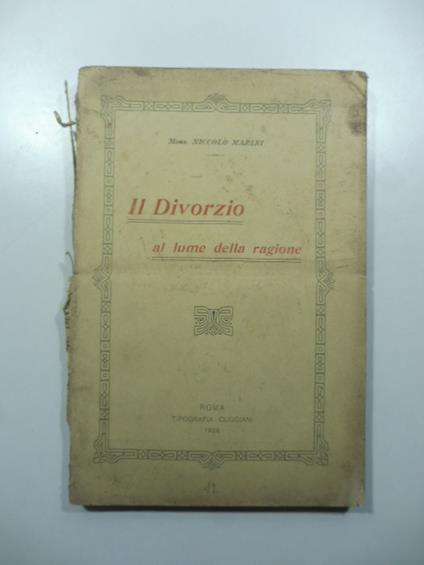 Mons. NICCOLÒ MARINI
Il Divorzio
al lume della ragione
ROMA
TIPOGRAFIA CUGGIANI